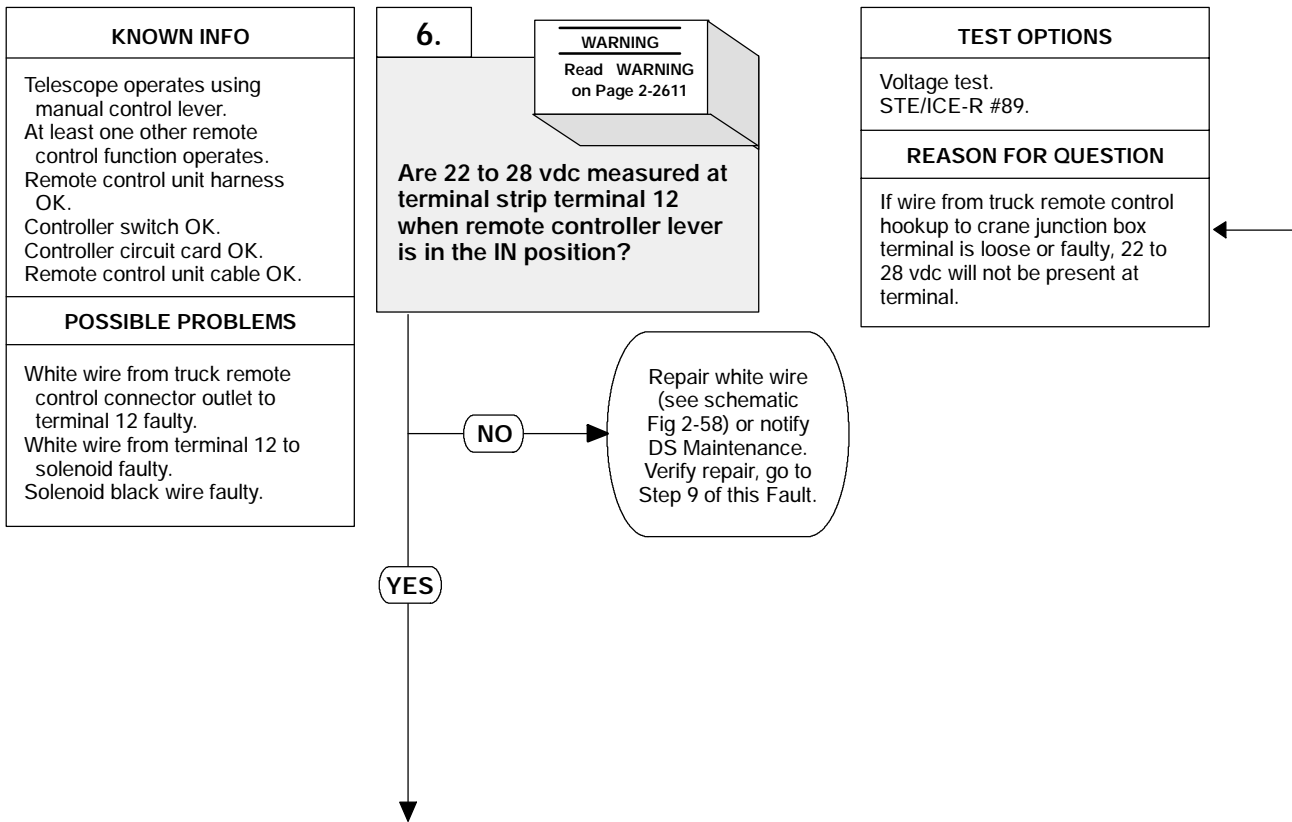 KNOWN INFO
Telescope operates using
manual control lever.
At least one other remote
control function operates.
Remote control unit harness
OK.
Controller switch OK.
Controller circuit card OK.
Remote control unit cable OK.
POSSIBLE PROBLEMS
White wire from truck remote
control connector outlet to
terminal 12 faulty.
White wire from terminal 12 to
solenoid faulty.
Solenoid black wire faulty.
6.
WARNING
Read WARNING
on Page 2-2611
Are 22 to 28 vdc measured at
terminal strip terminal 12
when remote controller lever
is in the IN position?
TEST OPTIONS
Voltage test.
STE/ICE-R #89.
REASON FOR QUESTION
If wire from truck remote control
hookup to crane junction box
terminal is loose or faulty, 22 to
28 vdc will not be present at
terminal.
NO
Repair white wire
(see schematic
Fig 2-58) or notify
DS Maintenance.
Verify repair, go to
Step 9 of this Fault.
YES